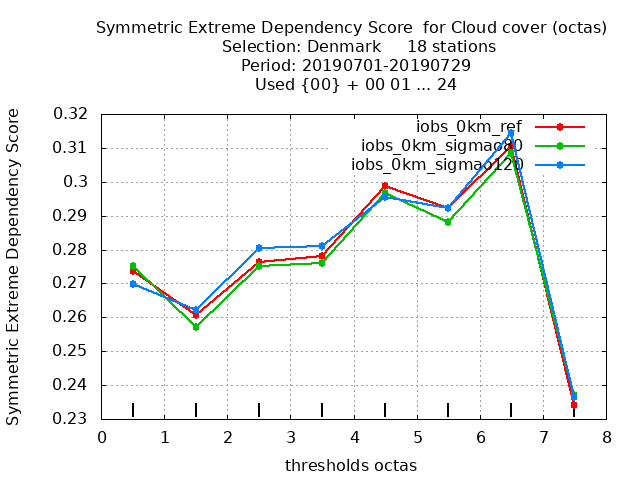 Symmetric Extreme Dependency Score for Cloud cover (octas)
Selection: Denmark 18 stations
Period: 20190701-20190729
Used {00} + 00 01 ... 24
Symmetric Extreme Dependency Score
0.32
0.31
0.3
0.29
0.28
0.27
0.26
0.25
0.24
0.23
iobs_0km_ref
iobs_0km_sigmao80
iobs_0km_sigmao120
0 1 2 3 4 5 6 7 8
thresholds octas